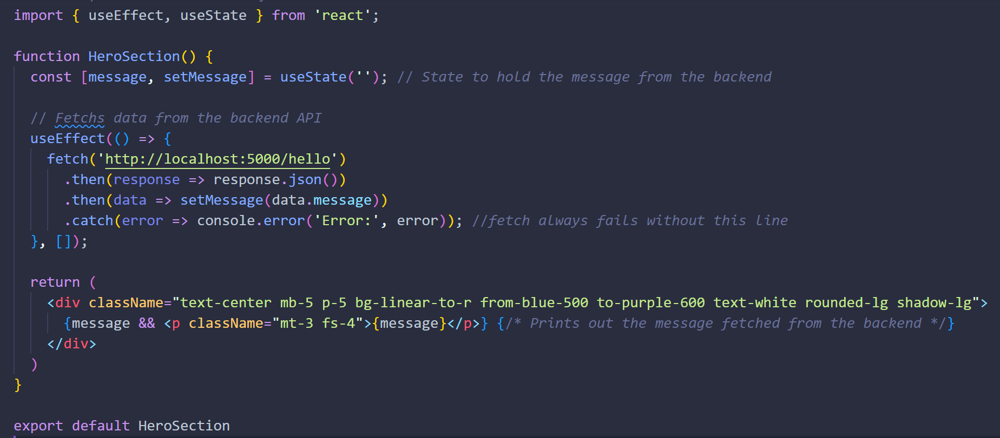 import { useEffect, useState } from 'react';

function HeroSection() {
  const [message, setMessage] = useState(''); // State to hold the message from the backend

  // Fetchs data from the backend API
  useEffect(() => {
    fetch('http://localhost:5000/hello')
      .then(response => response.json())
      .then(data => setMessage(data.message))
      .catch(error => console.error('Error:', error)); //fetch always fails without this line
  }, []);

  return (
    <div className="text-center mb-5 p-5 bg-linear-to-r from-blue-500 to-purple-600 text-white rounded-lg shadow-lg">
      {message && <p className="mt-3 fs-4">{message}</p>} {/* Prints out the message fetched from the backend */}
    </div>
  )
}

export default HeroSection